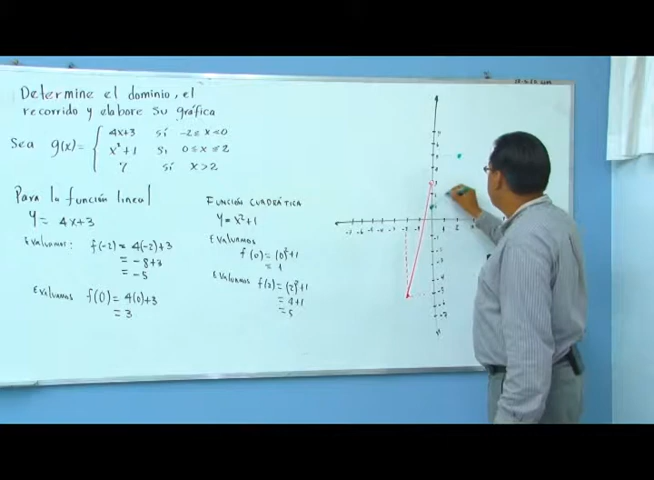 Determine el dominio, el
recorrido y elabore su gráfica
Sea g(x)= { 4x+3 si -2≤x<0
x²+1 si 0≤x≤2
7 si x>2
Para la función lineal
y= 4x+3
Evaluamos: f(-2)= 4(-2)+3
= -8+3
= -5
Evaluamos f(0)= 4(0)+3
= 3
Función cuadrática
y=x²+1
Evaluamos
f(0)=(0)²+1
= 1
Evaluamos f(2)=(2)²+1
= 4+1
= 5